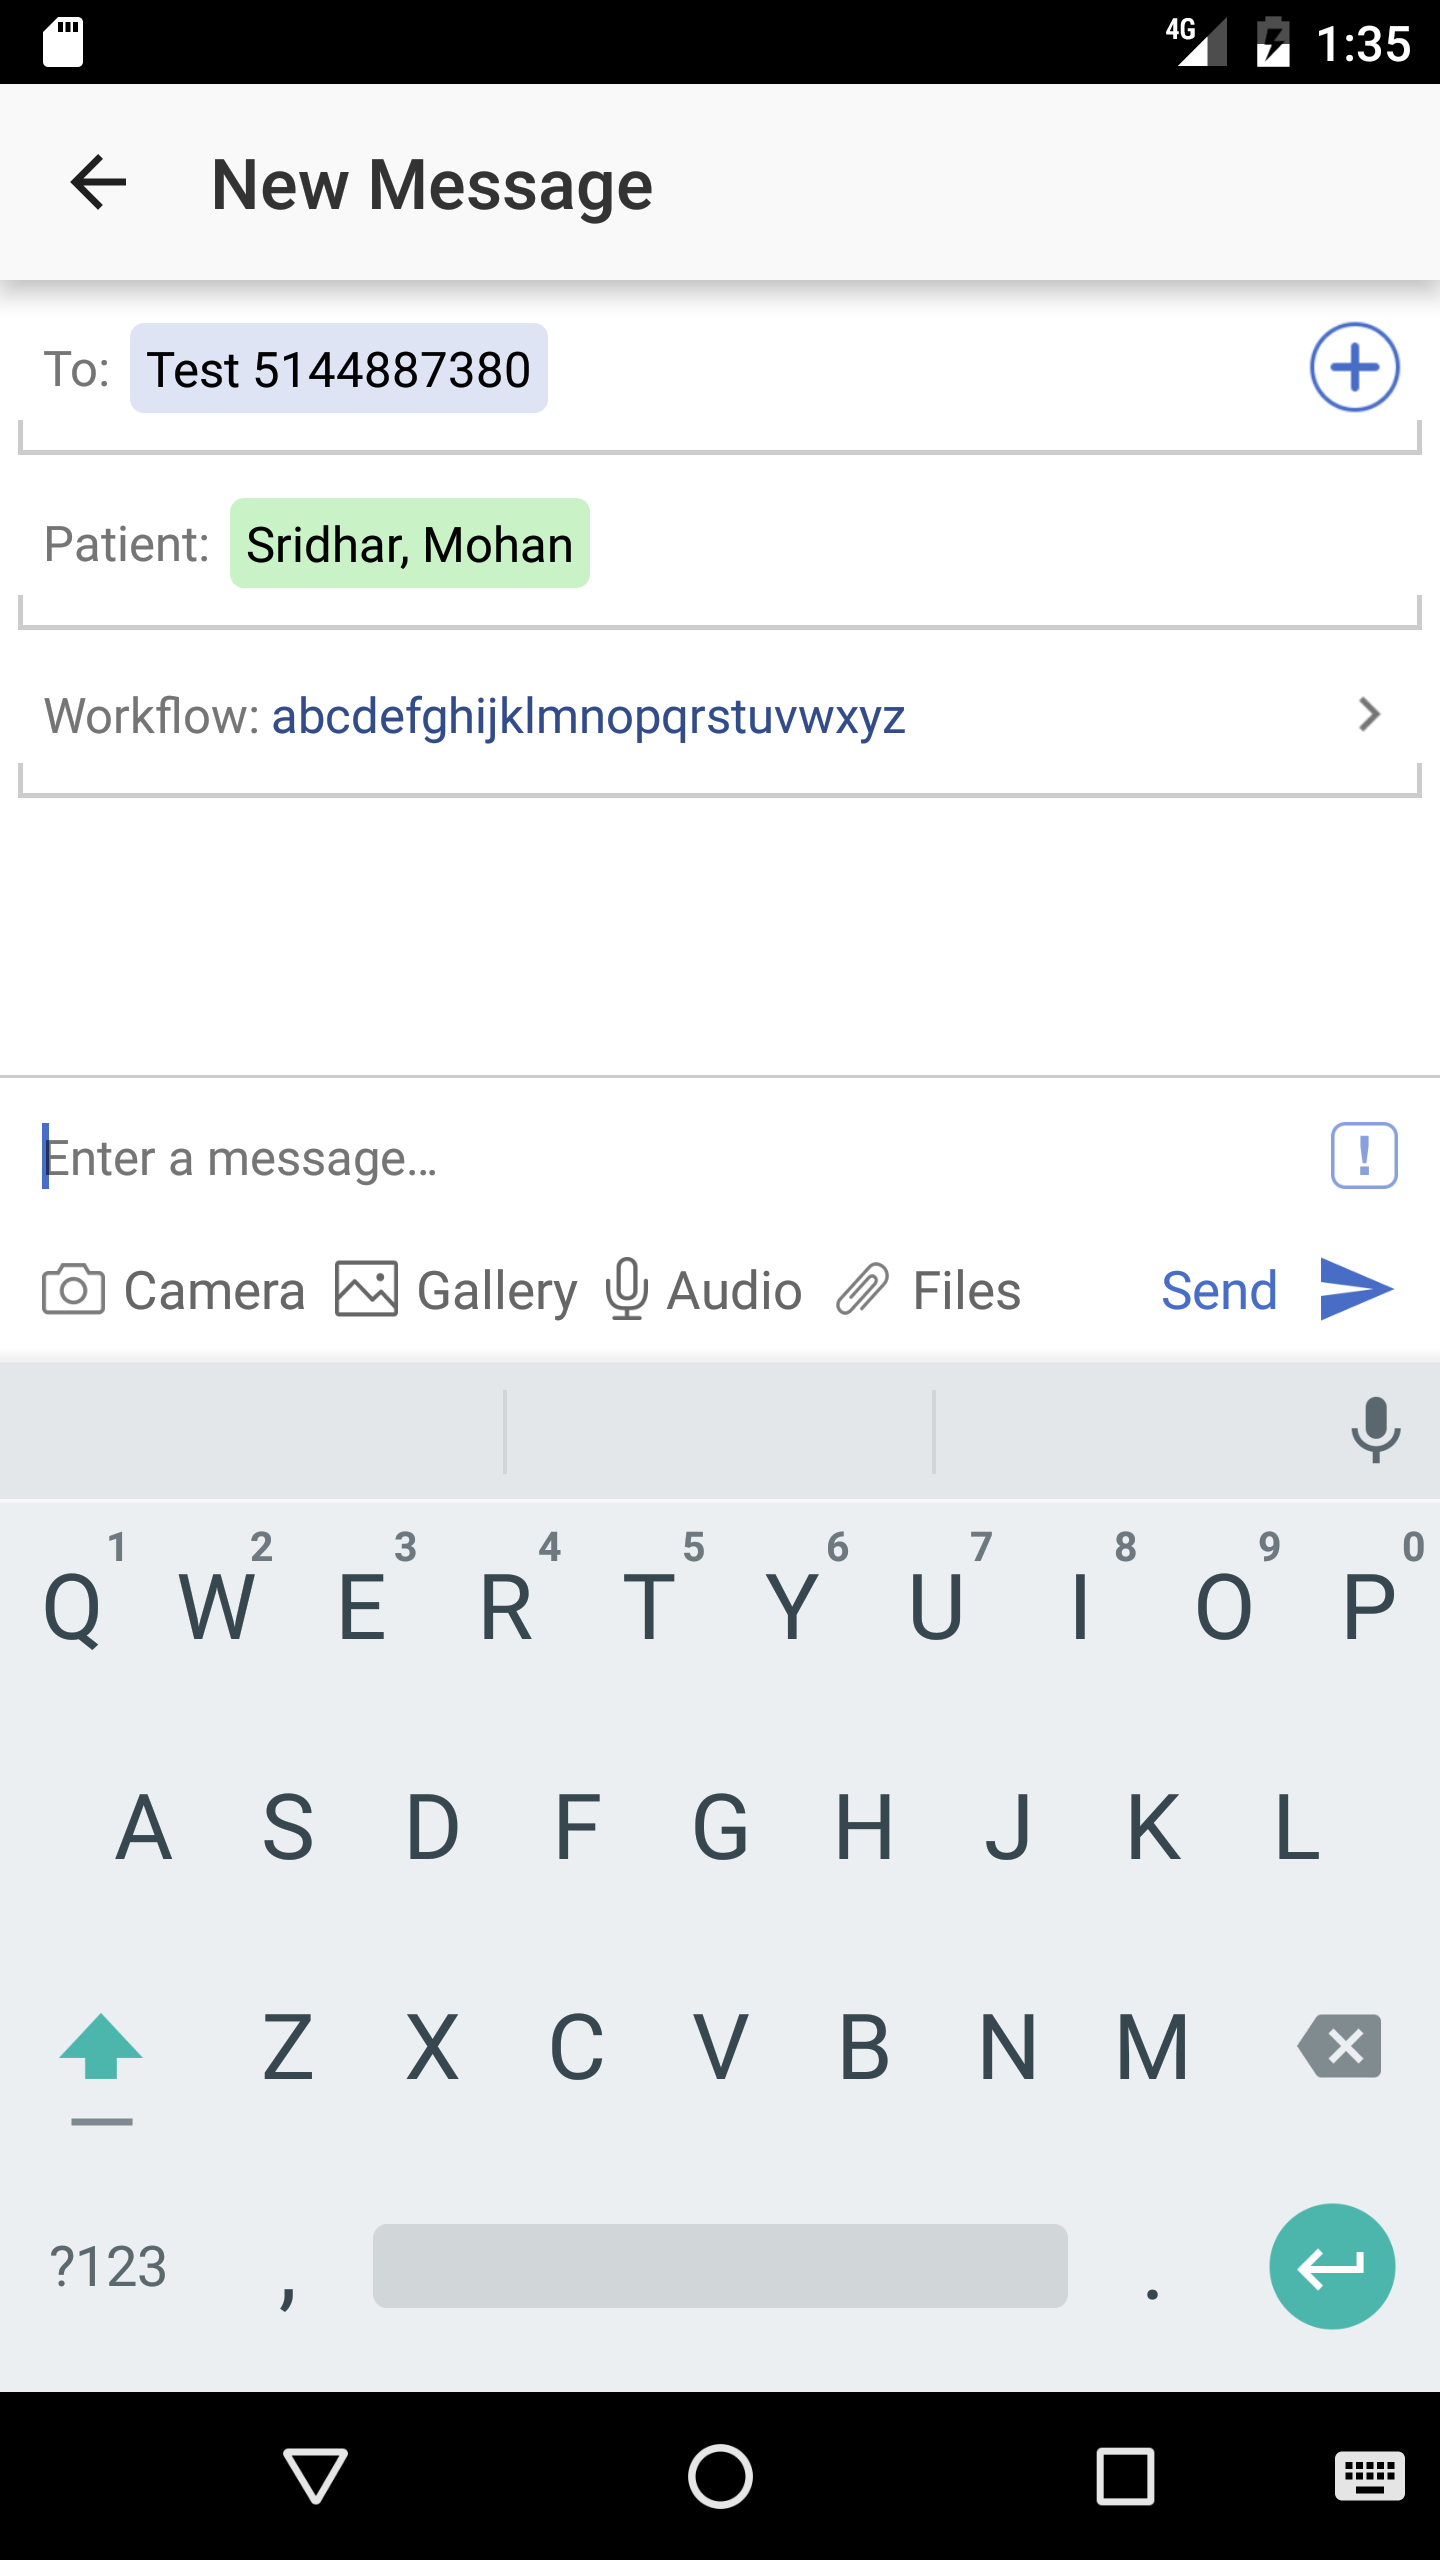 4G 1:35
New Message
To: Test 5144887380
Patient: Sridhar, Mohan
Workflow: abcdefghijklmnopqrstuvwxyz
Enter a message...
!
Camera Gallery Audio Files Send
1 2 3 4 5 6 7 8 9 0
Q W E R T Y U I O P
A S D F G H J K L
Z X C V B N M
?123 , .